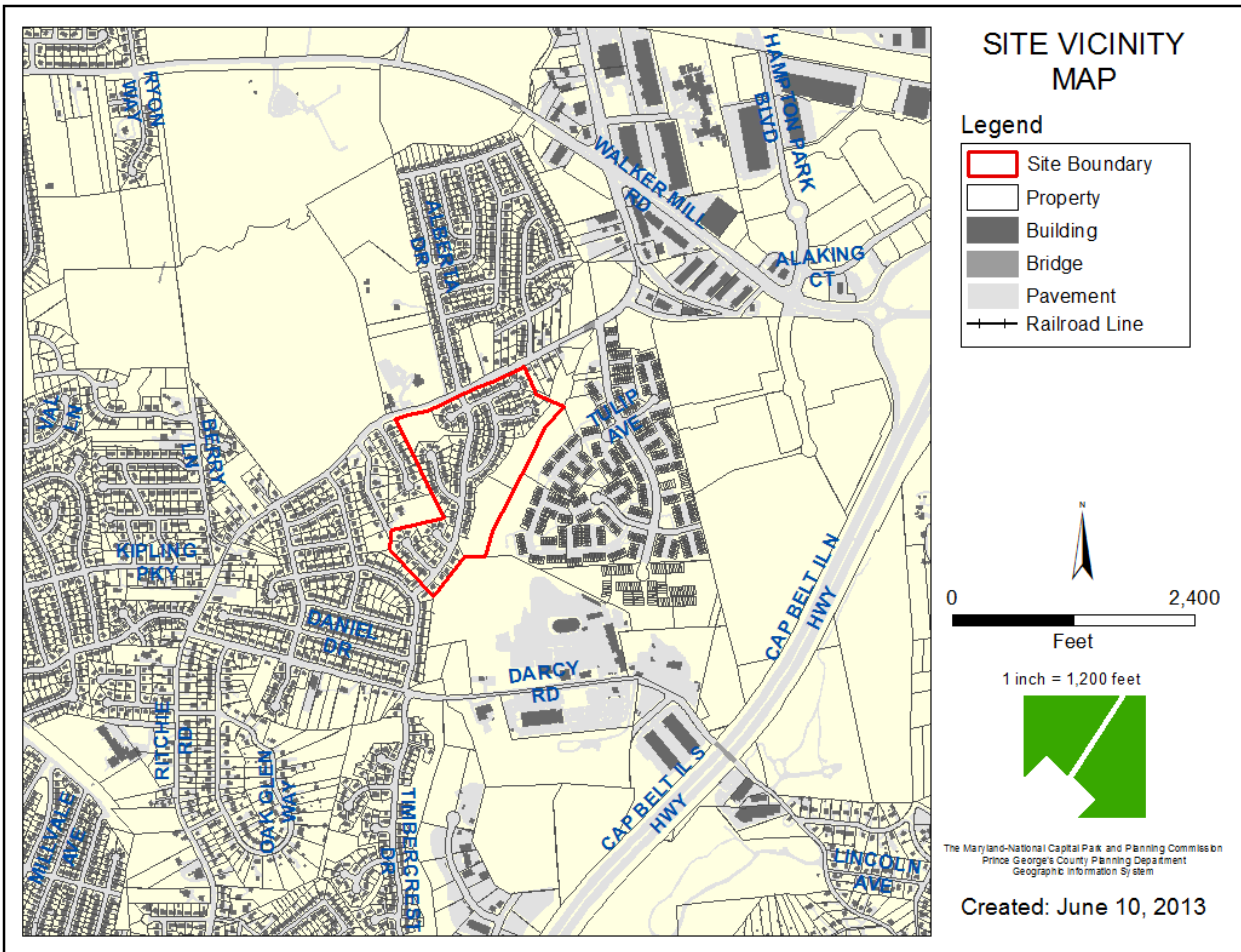 SITE VICINITY
MAP
Legend
Site Boundary
Property
Building
Bridge
Pavement
Railroad Line
RYON
WAY
HAMPTON PARK
BLVD
WALKER MILL
RD
ALBERTA
DR
ALAKING
CT
VAL
LN
BERRY
LN
TULIP
AVE
KIPLING
PKY
DANIEL
DR
CAP BELT IL N
HWY
DARCY
RD
RITCHIE
RD
OAK GLEN
WAY
TIMBERCREST
DR
CAP BELT IL S
HWY
MILLVALE
AVE
LINCOLN
AVE
N
0 2,400
Feet
1 inch = 1,200 feet
The Maryland-National Capital Park and Planning Commission
Prince George's County Planning Department
Geographic Information System
Created: June 10, 2013